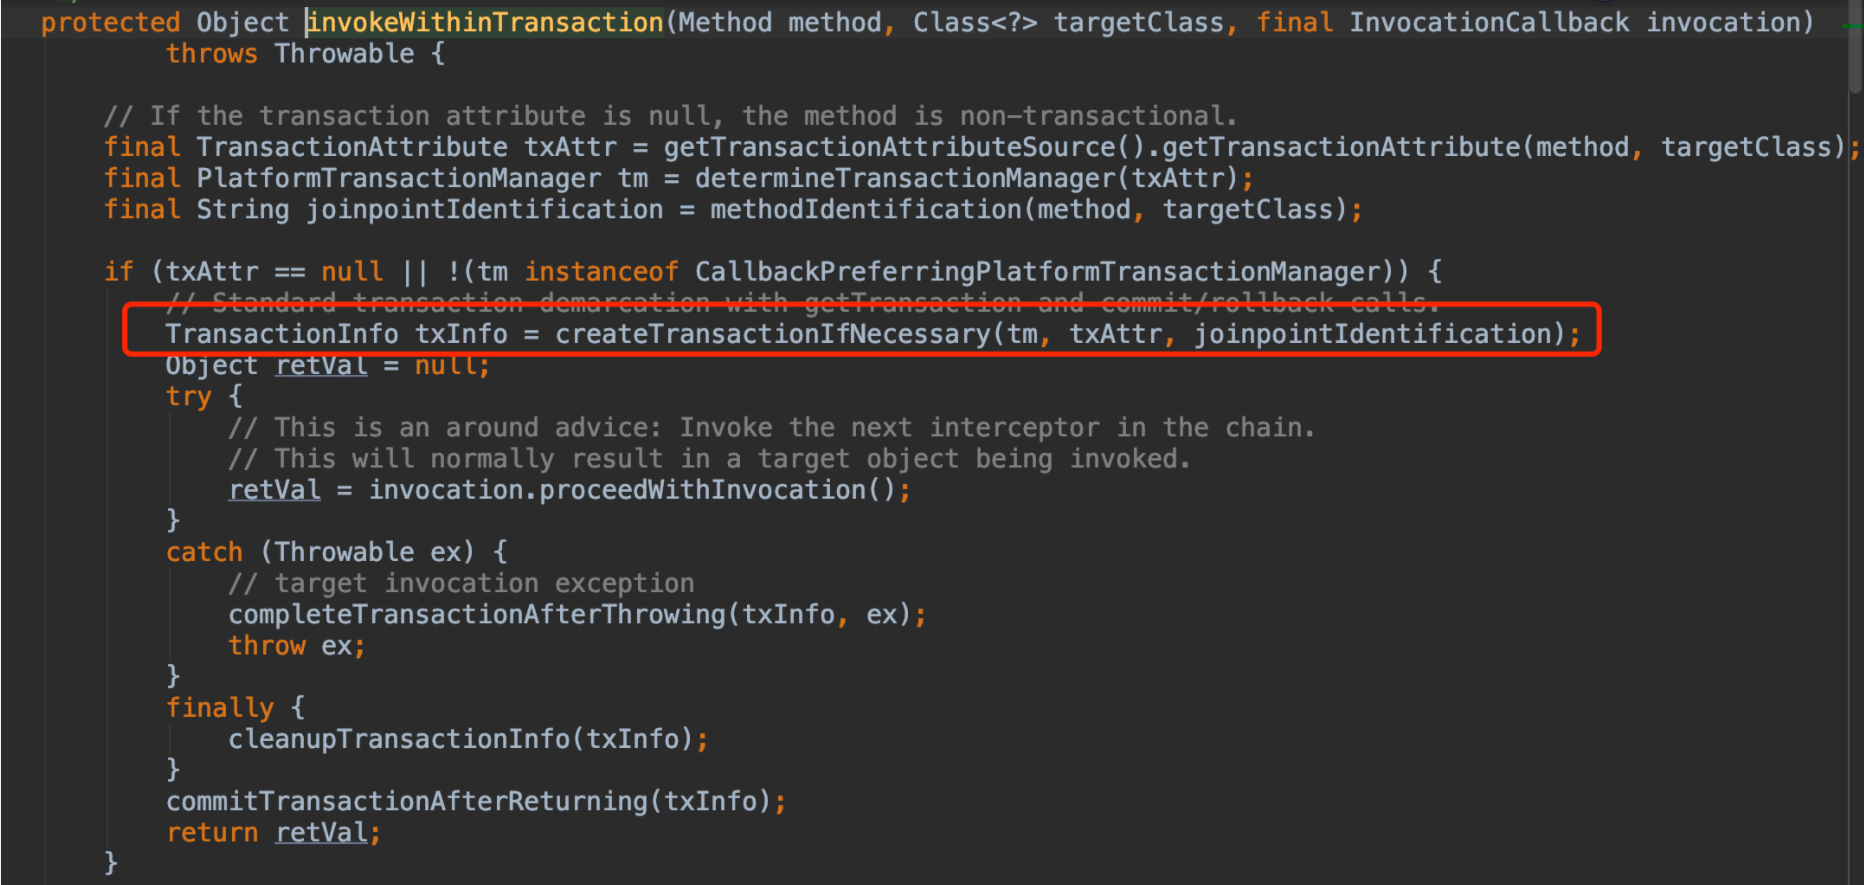 protected Object invokeWithinTransaction(Method method, Class<?> targetClass, final InvocationCallback invocation)
throws Throwable {
// If the transaction attribute is null, the method is non-transactional.
final TransactionAttribute txAttr = getTransactionAttributeSource().getTransactionAttribute(method, targetClass);
final PlatformTransactionManager tm = determineTransactionManager(txAttr);
final String joinpointIdentification = methodIdentification(method, targetClass);
if (txAttr == null || !(tm instanceof CallbackPreferringPlatformTransactionManager)) {
// Standard transaction demarcation with getTransaction and commit/rollback calls.
TransactionInfo txInfo = createTransactionIfNecessary(tm, txAttr, joinpointIdentification);
Object retVal = null;
try {
// This is an around advice: Invoke the next interceptor in the chain.
// This will normally result in a target object being invoked.
retVal = invocation.proceedWithInvocation();
}
catch (Throwable ex) {
// target invocation exception
completeTransactionAfterThrowing(txInfo, ex);
throw ex;
}
finally {
cleanupTransactionInfo(txInfo);
}
commitTransactionAfterReturning(txInfo);
return retVal;
}